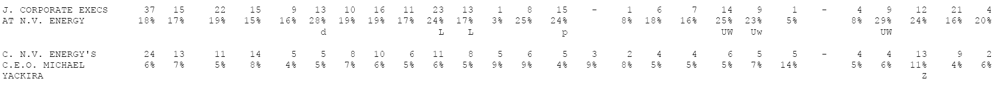 J. CORPORATE EXECS 37 15 22 15 9 13 10 16 11 23 13 1 8 15 - 1 6 7 14 9 1 - 4 9 12 21 4
AT N.V. ENERGY 18% 17% 19% 15% 16% 28% 19% 19% 17% 24% 17% 3% 25% 24% 8% 18% 16% 25% 23% 5% 8% 29% 24% 16% 20%
d L L p UW Uw UW
C. N.V. ENERGY'S 24 13 11 14 5 5 8 10 6 11 8 5 6 5 3 2 4 4 6 5 5 - 4 4 13 9 2
C.E.O. MICHAEL 6% 7% 5% 8% 4% 5% 7% 6% 5% 6% 5% 9% 9% 4% 9% 8% 5% 5% 5% 7% 14% 5% 6% 11% 4% 6%
YACKIRA Z